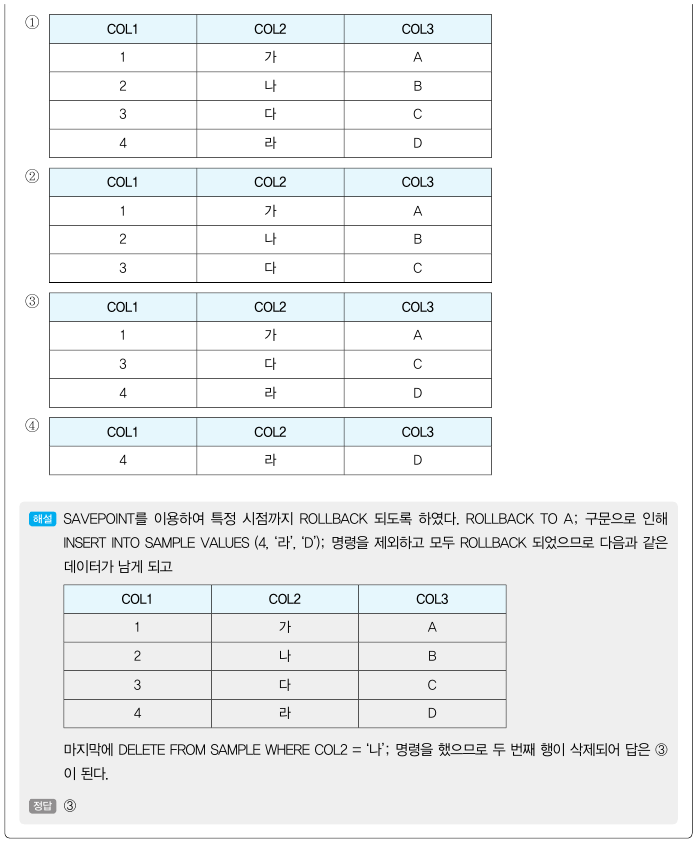 ①
COL1 COL2 COL3
1 가 A
2 나 B
3 다 C
4 라 D
②
COL1 COL2 COL3
1 가 A
2 나 B
3 다 C
③
COL1 COL2 COL3
1 가 A
3 다 C
4 라 D
④
COL1 COL2 COL3
4 라 D
해설 SAVEPOINT를 이용하여 특정 시점까지 ROLLBACK 되도록 하였다. ROLLBACK TO A; 구문으로 인해
INSERT INTO SAMPLE VALUES (4, ‘라’, ‘D’); 명령을 제외하고 모두 ROLLBACK 되었으므로 다음과 같은
데이터가 남게 되고
COL1 COL2 COL3
1 가 A
2 나 B
3 다 C
4 라 D
마지막에 DELETE FROM SAMPLE WHERE COL2 = ‘나’; 명령을 했으므로 두 번째 행이 삭제되어 답은 ③
이 된다.
정답 ③